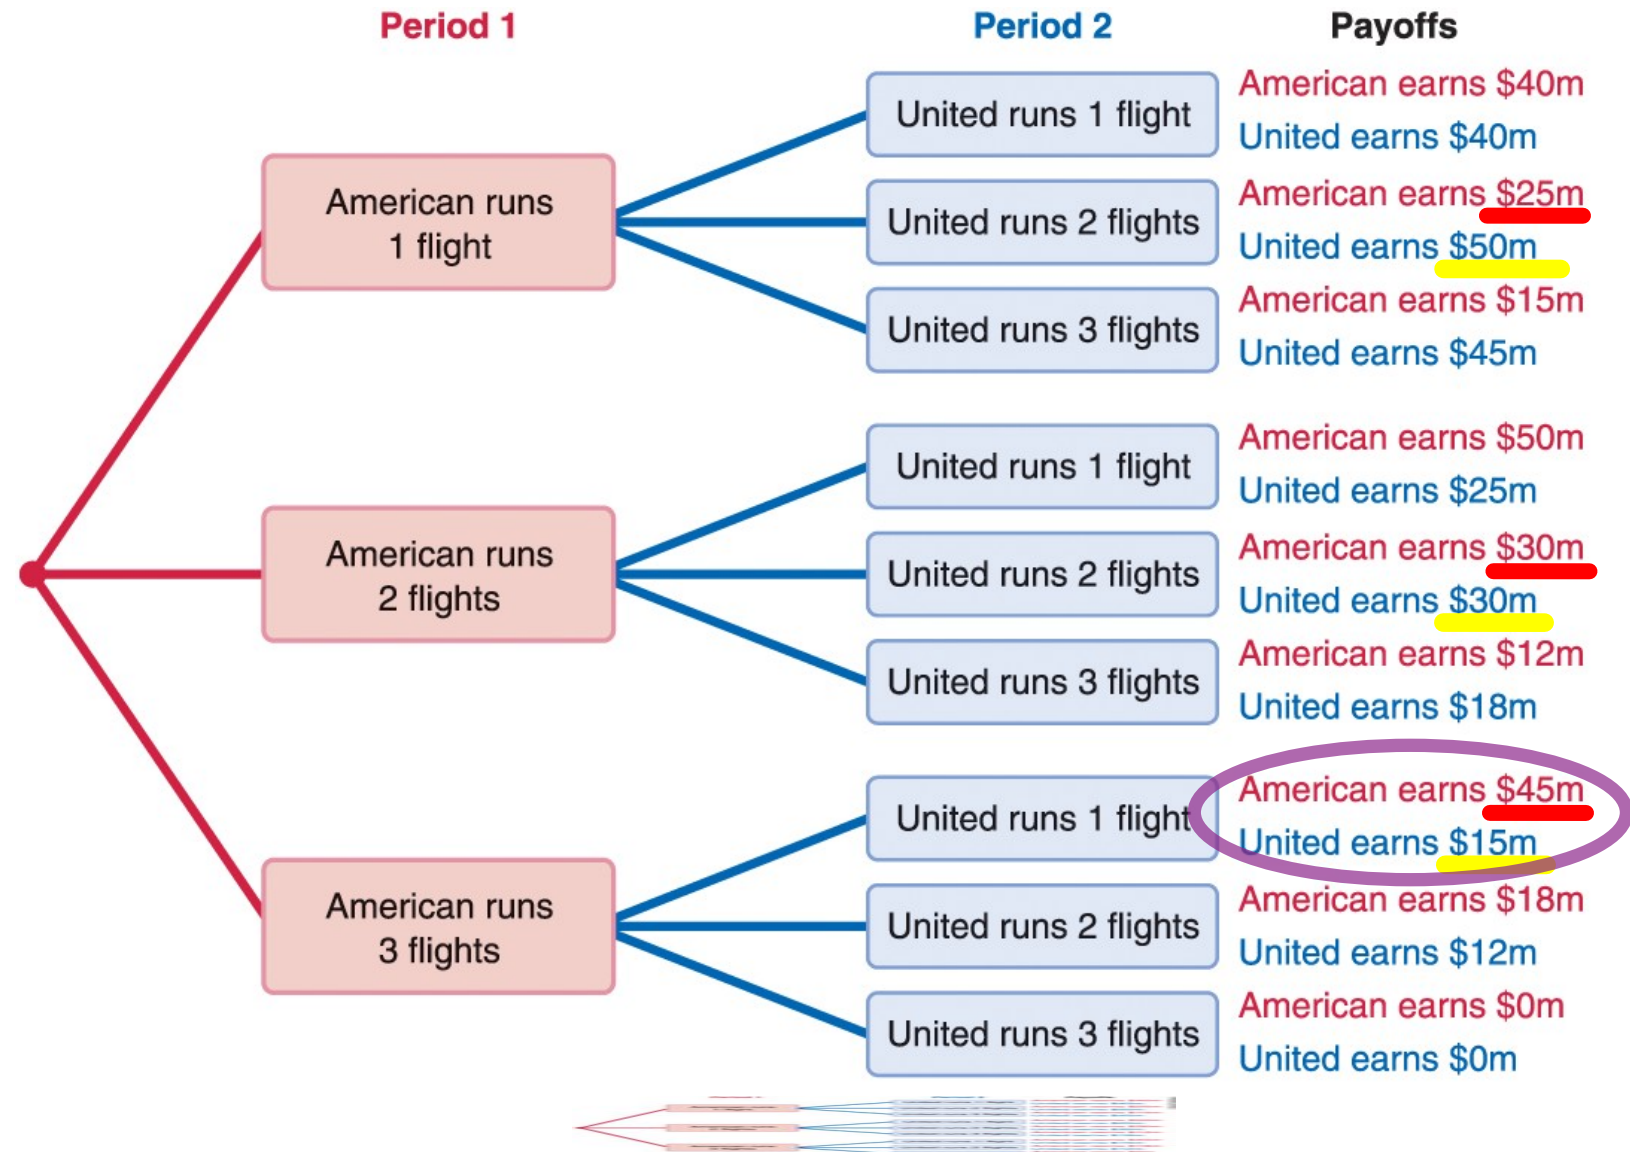 Period 1
Period 2
Payoffs
American runs
1 flight
United runs 1 flight
American earns $40m
United earns $40m
United runs 2 flights
American earns $25m
United earns $50m
United runs 3 flights
American earns $15m
United earns $45m
American runs
2 flights
United runs 1 flight
American earns $50m
United earns $25m
United runs 2 flights
American earns $30m
United earns $30m
United runs 3 flights
American earns $12m
United earns $18m
American runs
3 flights
United runs 1 flight
American earns $45m
United earns $15m
United runs 2 flights
American earns $18m
United earns $12m
United runs 3 flights
American earns $0m
United earns $0m